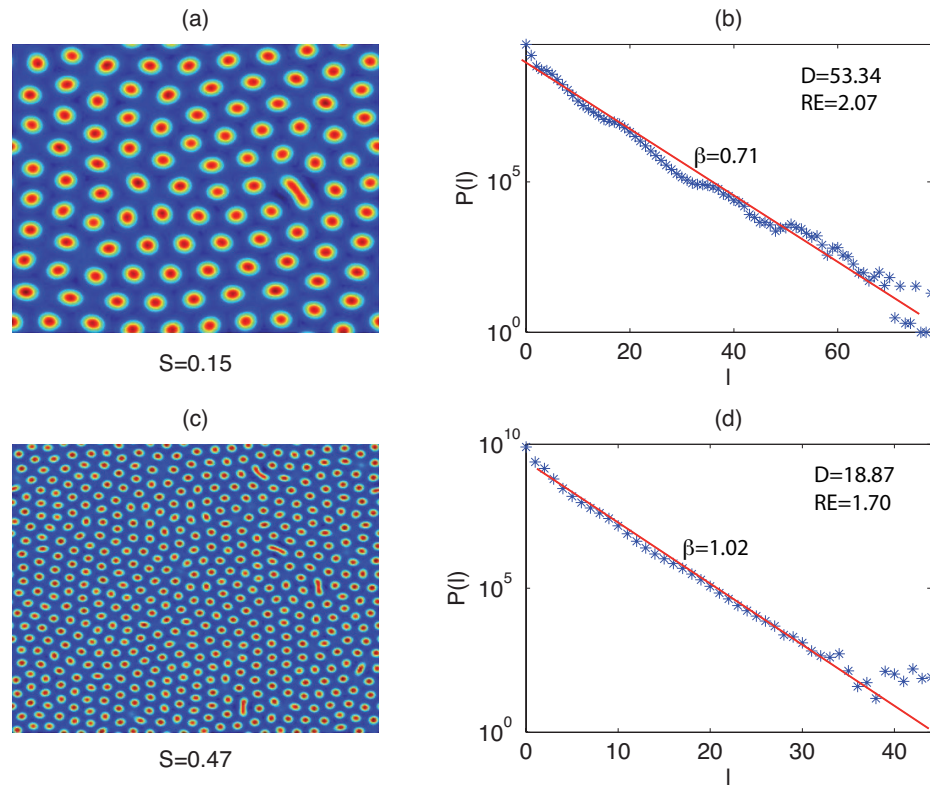 (a)
S=0.15
(b)
D=53.34
RE=2.07
β=0.71
P(l)
10^5
10^0
0 20 40 60
l
(c)
S=0.47
(d)
10^10
D=18.87
RE=1.70
β=1.02
P(l)
10^5
10^0
0 10 20 30 40
l